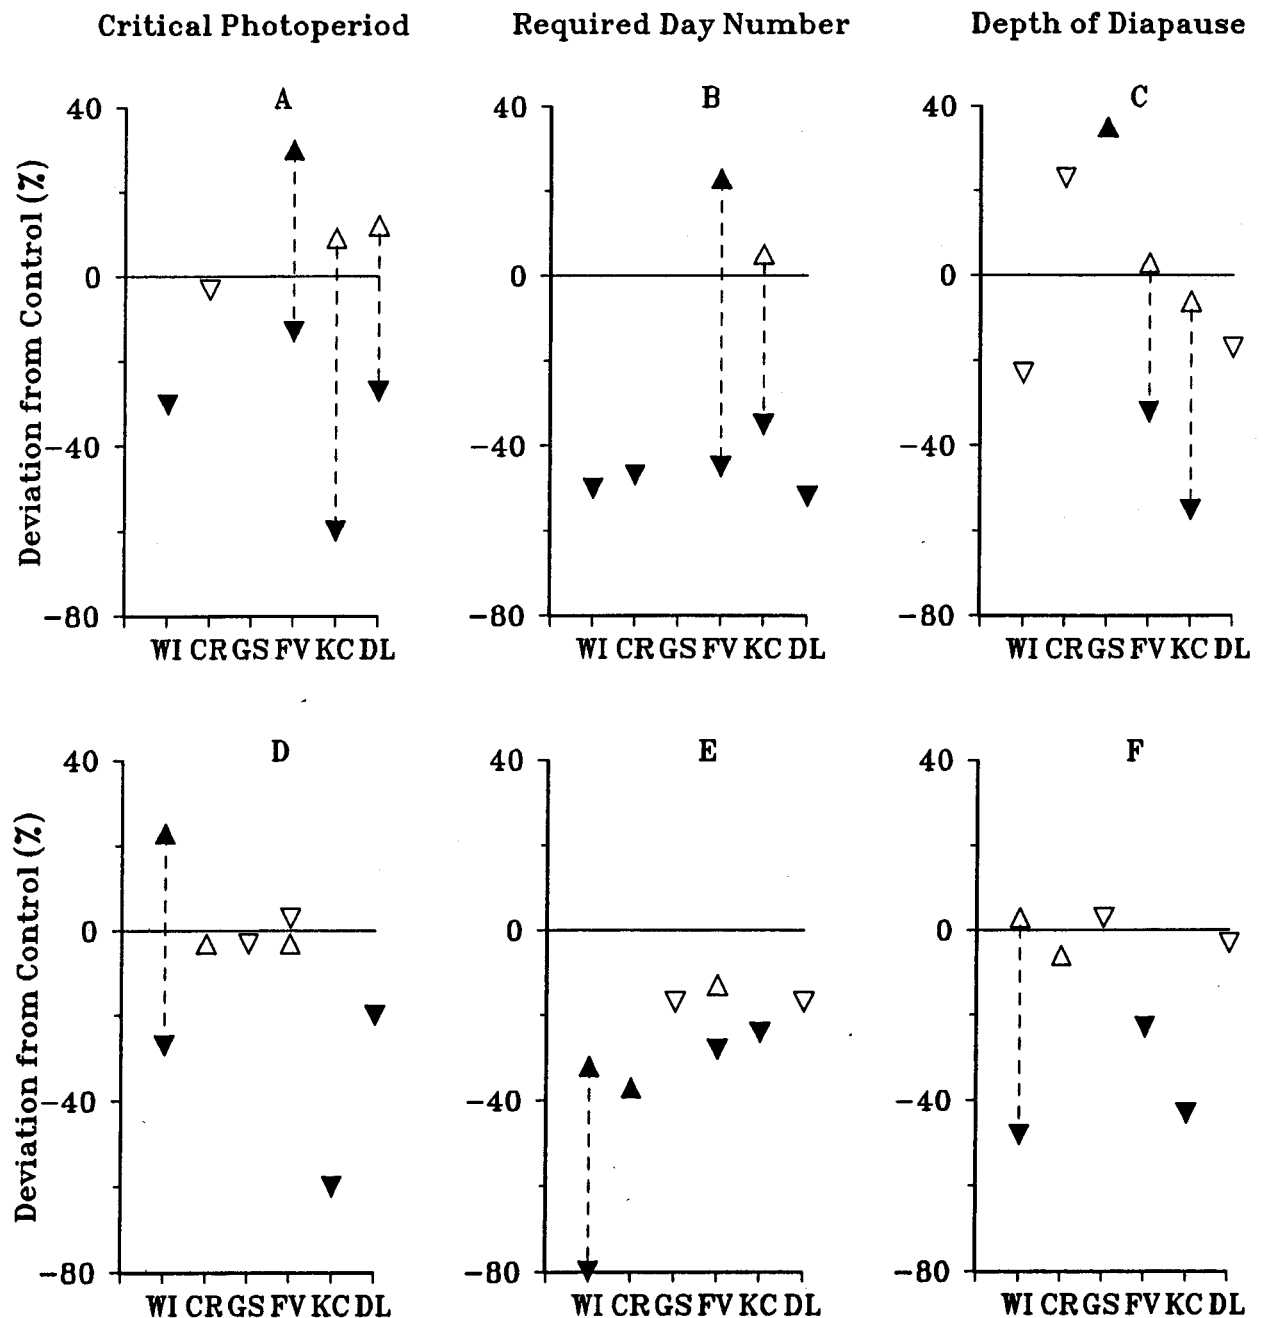 Critical Photoperiod Required Day Number Depth of Diapause
A B C
Deviation from Control (%)
40 40 40
0 0 0
−40 −40 −40
−80 −80 −80
WI CR GS FV KC DL WI CR GS FV KC DL WI CR GS FV KC DL
D E F
Deviation from Control (%)
40 40 40
0 0 0
−40 −40 −40
−80 −80 −80
WI CR GS FV KC DL WI CR GS FV KC DL WI CR GS FV KC DL